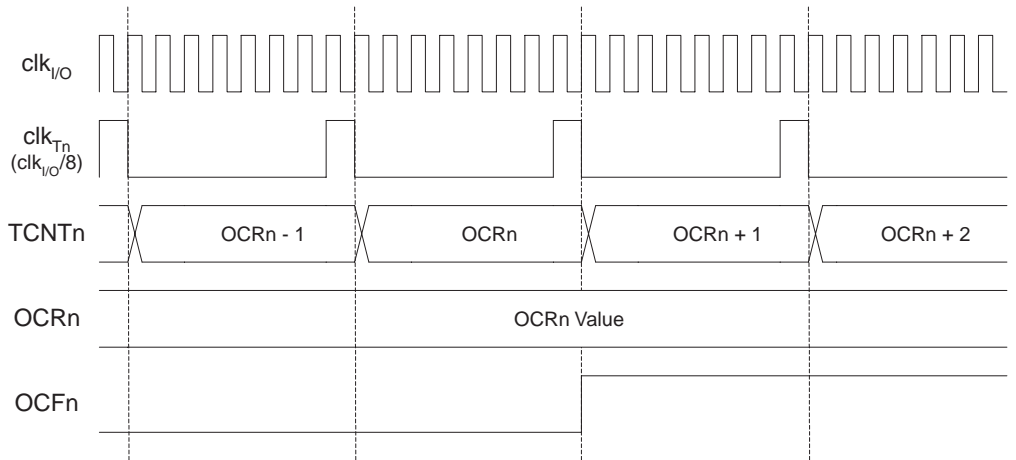 clkI/O
clkTn
(clkI/O/8)
TCNTn
OCRn - 1
OCRn
OCRn + 1
OCRn + 2
OCRn
OCRn Value
OCFn